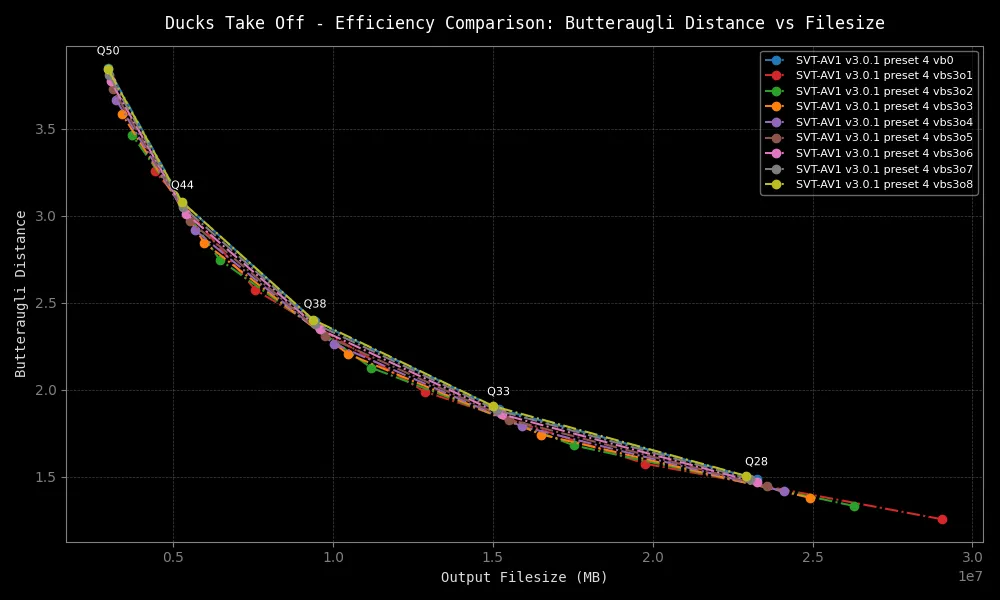 Ducks Take Off - Efficiency Comparison: Butteraugli Distance vs Filesize
Q50
Q44
Q38
Q33
Q28
SVT-AV1 v3.0.1 preset 4 vb0
SVT-AV1 v3.0.1 preset 4 vbs3o1
SVT-AV1 v3.0.1 preset 4 vbs3o2
SVT-AV1 v3.0.1 preset 4 vbs3o3
SVT-AV1 v3.0.1 preset 4 vbs3o4
SVT-AV1 v3.0.1 preset 4 vbs3o5
SVT-AV1 v3.0.1 preset 4 vbs3o6
SVT-AV1 v3.0.1 preset 4 vbs3o7
SVT-AV1 v3.0.1 preset 4 vbs3o8
Butteraugli Distance
3.5
3.0
2.5
2.0
1.5
0.5
1.0
1.5
2.0
2.5
3.0
1e7
Output Filesize (MB)